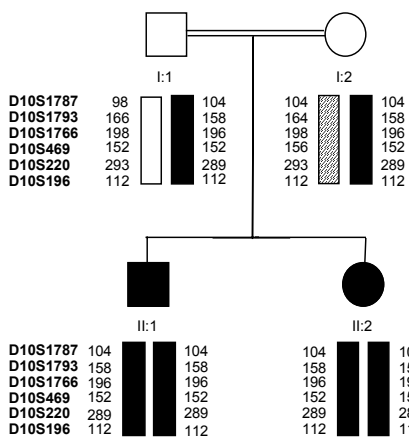 I:1 I:2
D10S1787 98 104 104 104
D10S1793 166 158 164 158
D10S1766 198 196 198 196
D10S469 152 152 156 152
D10S220 293 289 293 289
D10S196 112 112 112 112
II:1 II:2
D10S1787 104 104 104
D10S1793 158 158 158
D10S1766 196 196 196
D10S469 152 152 152
D10S220 289 289 289
D10S196 112 112 112